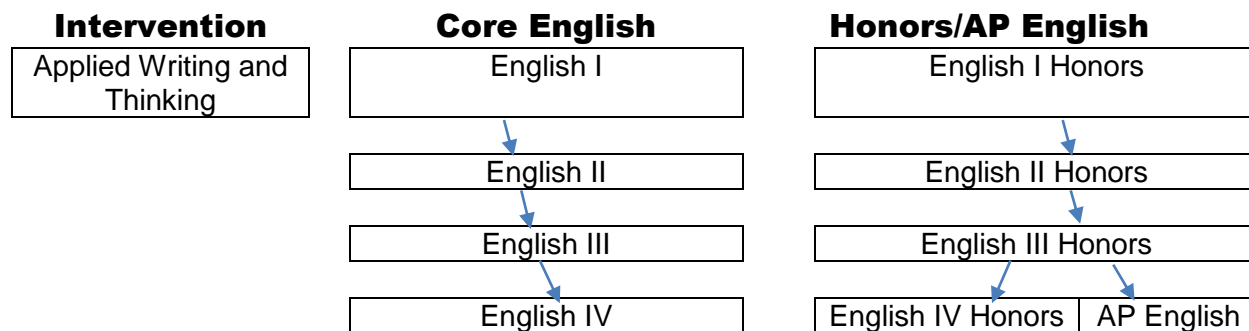 Intervention
Applied Writing and
Thinking
Core English
English I
English II
English III
English IV
Honors/AP English
English I Honors
English II Honors
English III Honors
English IV Honors
AP English